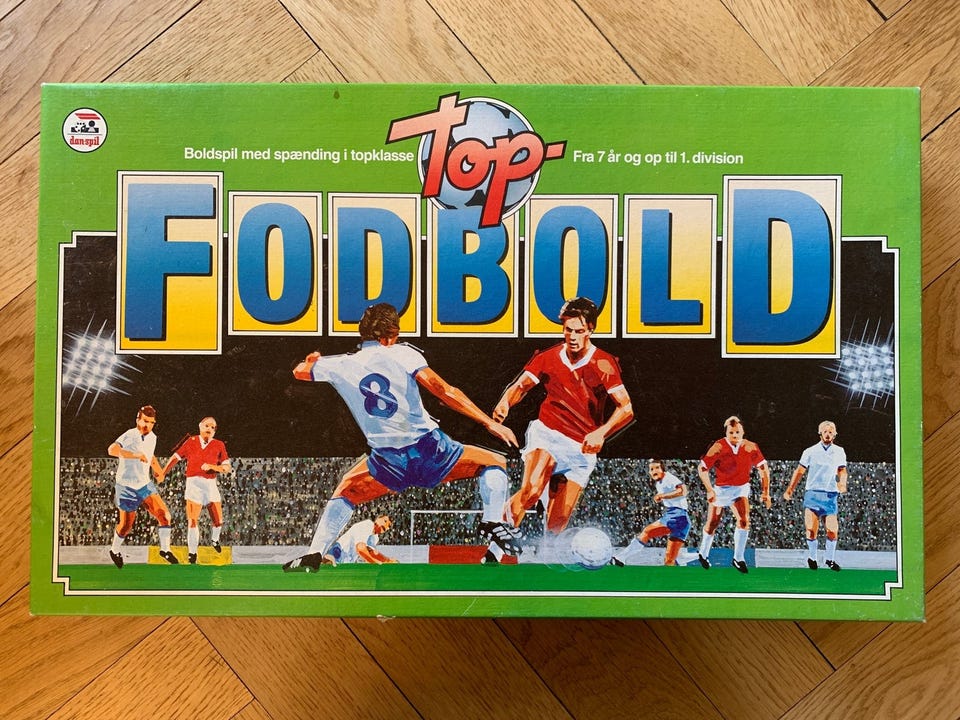 dan-spil
Boldspil med spænding i topklasse
Top-
Fra 7 år og op til 1. division
FODBOLD
8